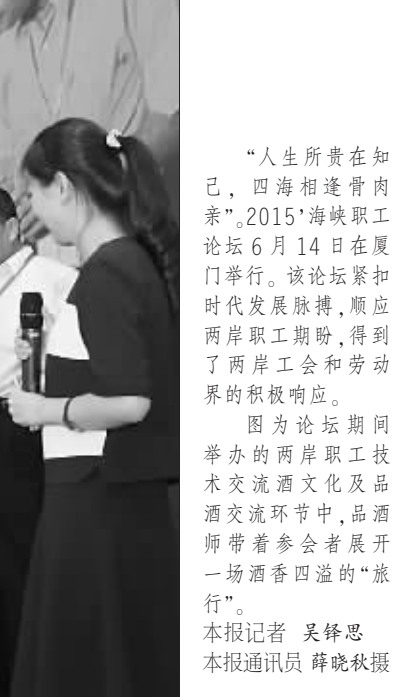 “人生所贵在知
己，四海相逢骨肉
亲”。2015’海峡职工
论坛6月14日在厦
门举行。该论坛紧扣
时代发展脉搏，顺应
两岸职工期盼，得到
了两岸工会和劳动
界的积极响应。
图为论坛期间
举办的两岸职工技
术交流酒文化及品
酒交流环节中，品酒
师带着参会者展开
一场酒香四溢的“旅
行”。
本报记者 吴铎思
本报通讯员 薛晓秋摄